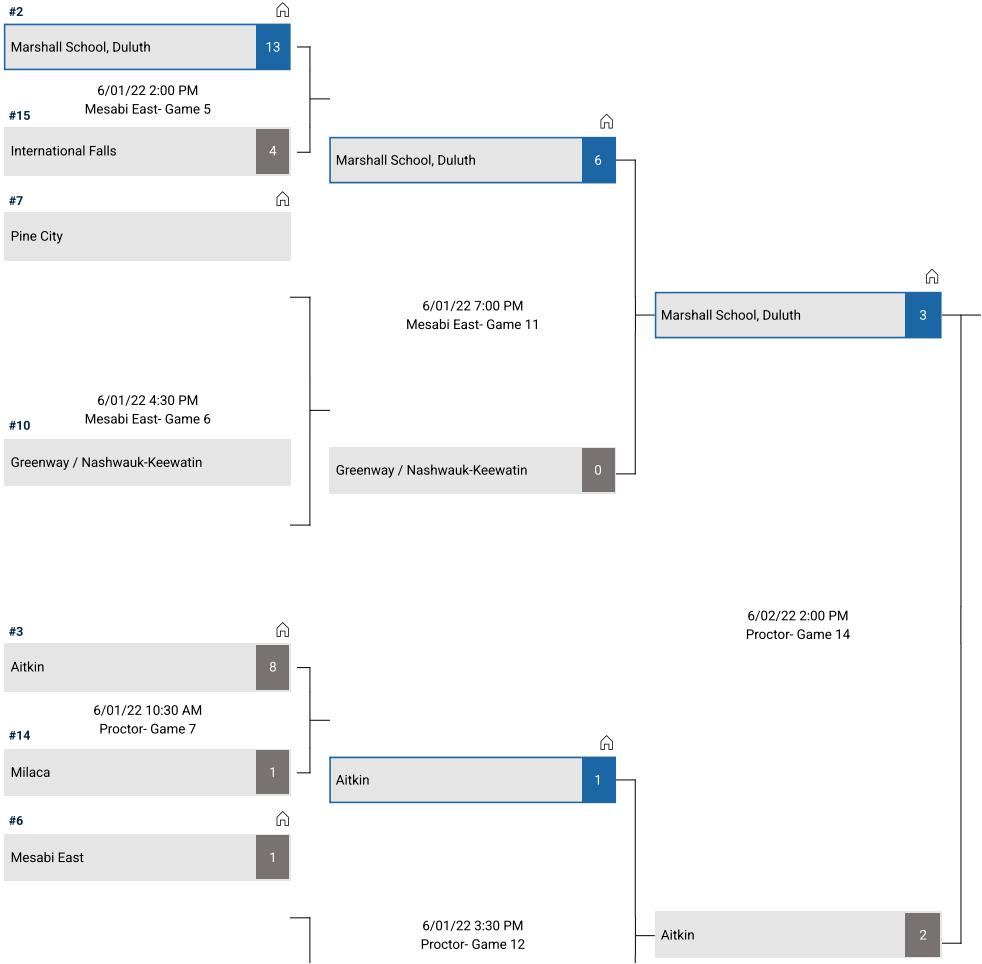 #2
Marshall School, Duluth 13
6/01/22 2:00 PM
Mesabi East- Game 5
#15
International Falls 4
#7
Pine City
6/01/22 4:30 PM
Mesabi East- Game 6
#10
Greenway / Nashwauk-Keewatin
#3
Aitkin 8
6/01/22 10:30 AM
Proctor- Game 7
#14
Milaca 1
#6
Mesabi East 1
Marshall School, Duluth 6
6/01/22 7:00 PM
Mesabi East- Game 11
Greenway / Nashwauk-Keewatin 0
Aitkin 1
6/01/22 3:30 PM
Proctor- Game 12
Marshall School, Duluth 3
6/02/22 2:00 PM
Proctor- Game 14
Aitkin 2